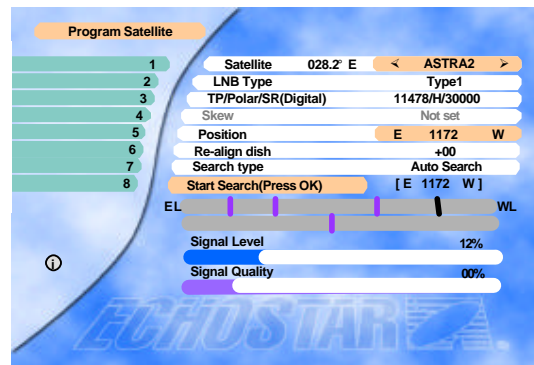 Program Satellite
1 Satellite 028.2° E ASTRA2
2 LNB Type Type1
3 TP/Polar/SR(Digital) 11478/H/30000
4 Skew Not set
5 Position E 1172 W
6 Re-align dish +00
7 Search type Auto Search
8 Start Search(Press OK) [ E 1172 W ]
EL WL
Signal Level 12%
i
Signal Quality 00%
ECHOSTAR